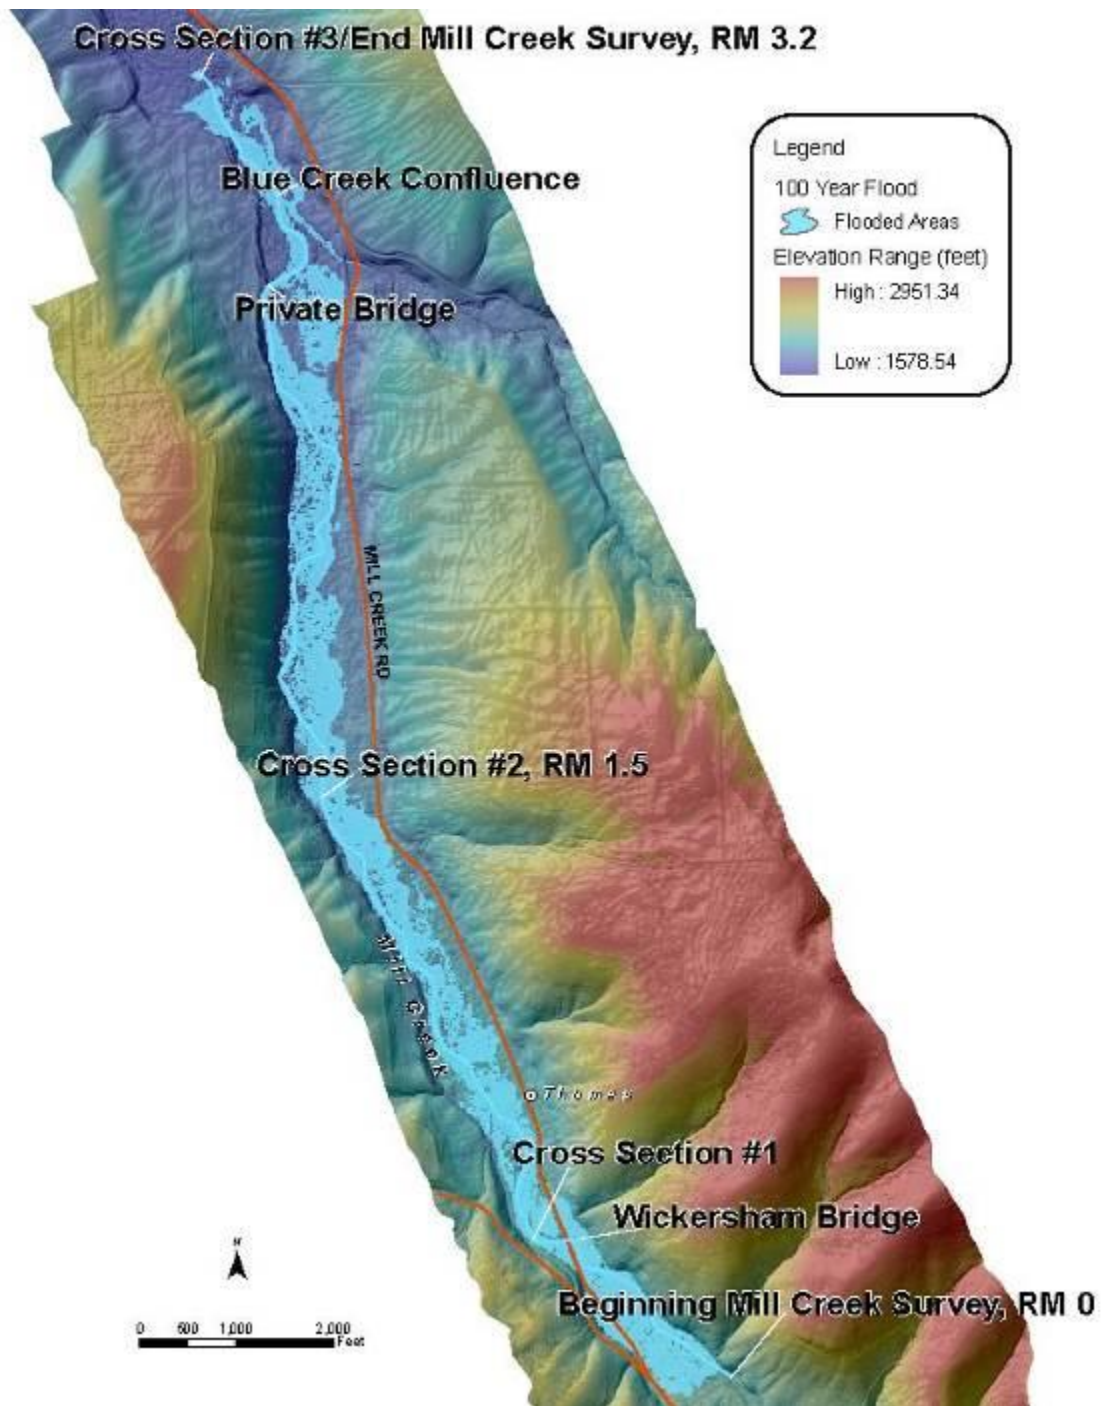 Cross Section #3/End Mill Creek Survey, RM 3.2
Legend
100 Year Flood
Flooded Areas
Elevation Range (feet)
High : 2951.34
Low : 1578.54
Blue Creek Confluence
Private Bridge
MILL CREEK RD
Cross Section #2, RM 1.5
Mill Creek
Thomas
Cross Section #1
Wickersham Bridge
N
Beginning Mill Creek Survey, RM 0
0 500 1,000 2,000
Feet